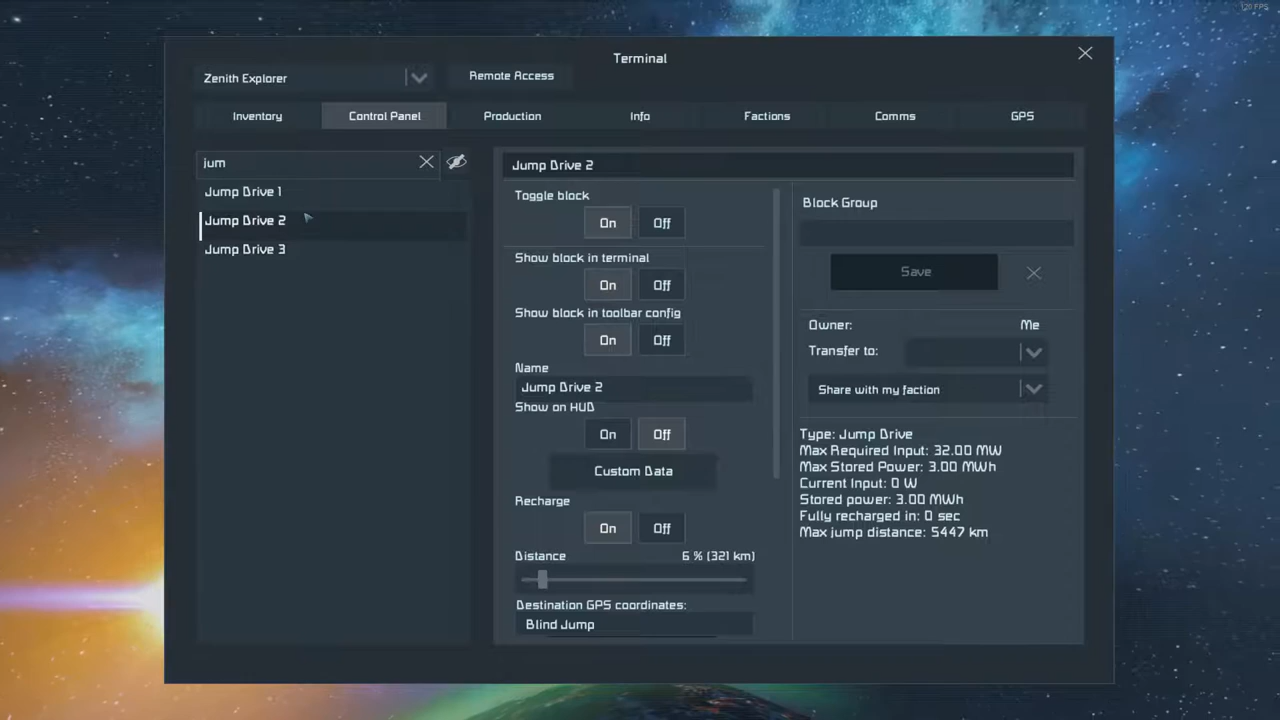 120 FPS
Terminal
Zenith Explorer
Remote Access
Inventory
Control Panel
Production
Info
Factions
Comms
GPS
jum
Jump Drive 1
Jump Drive 2
Jump Drive 3
Jump Drive 2
Toggle block
On
Off
Show block in terminal
On
Off
Show block in toolbar config
On
Off
Name
Jump Drive 2
Show on HUD
On
Off
Custom Data
Recharge
On
Off
Distance
6 % (321 km)
Destination GPS coordinates:
Blind Jump
Block Group
Save
Owner:
Me
Transfer to:
Share with my faction
Type: Jump Drive
Max Required Input: 32.00 MW
Max Stored Power: 3.00 MWh
Current Input: 0 W
Stored power: 3.00 MWh
Fully recharged in: 0 sec
Max jump distance: 5447 km